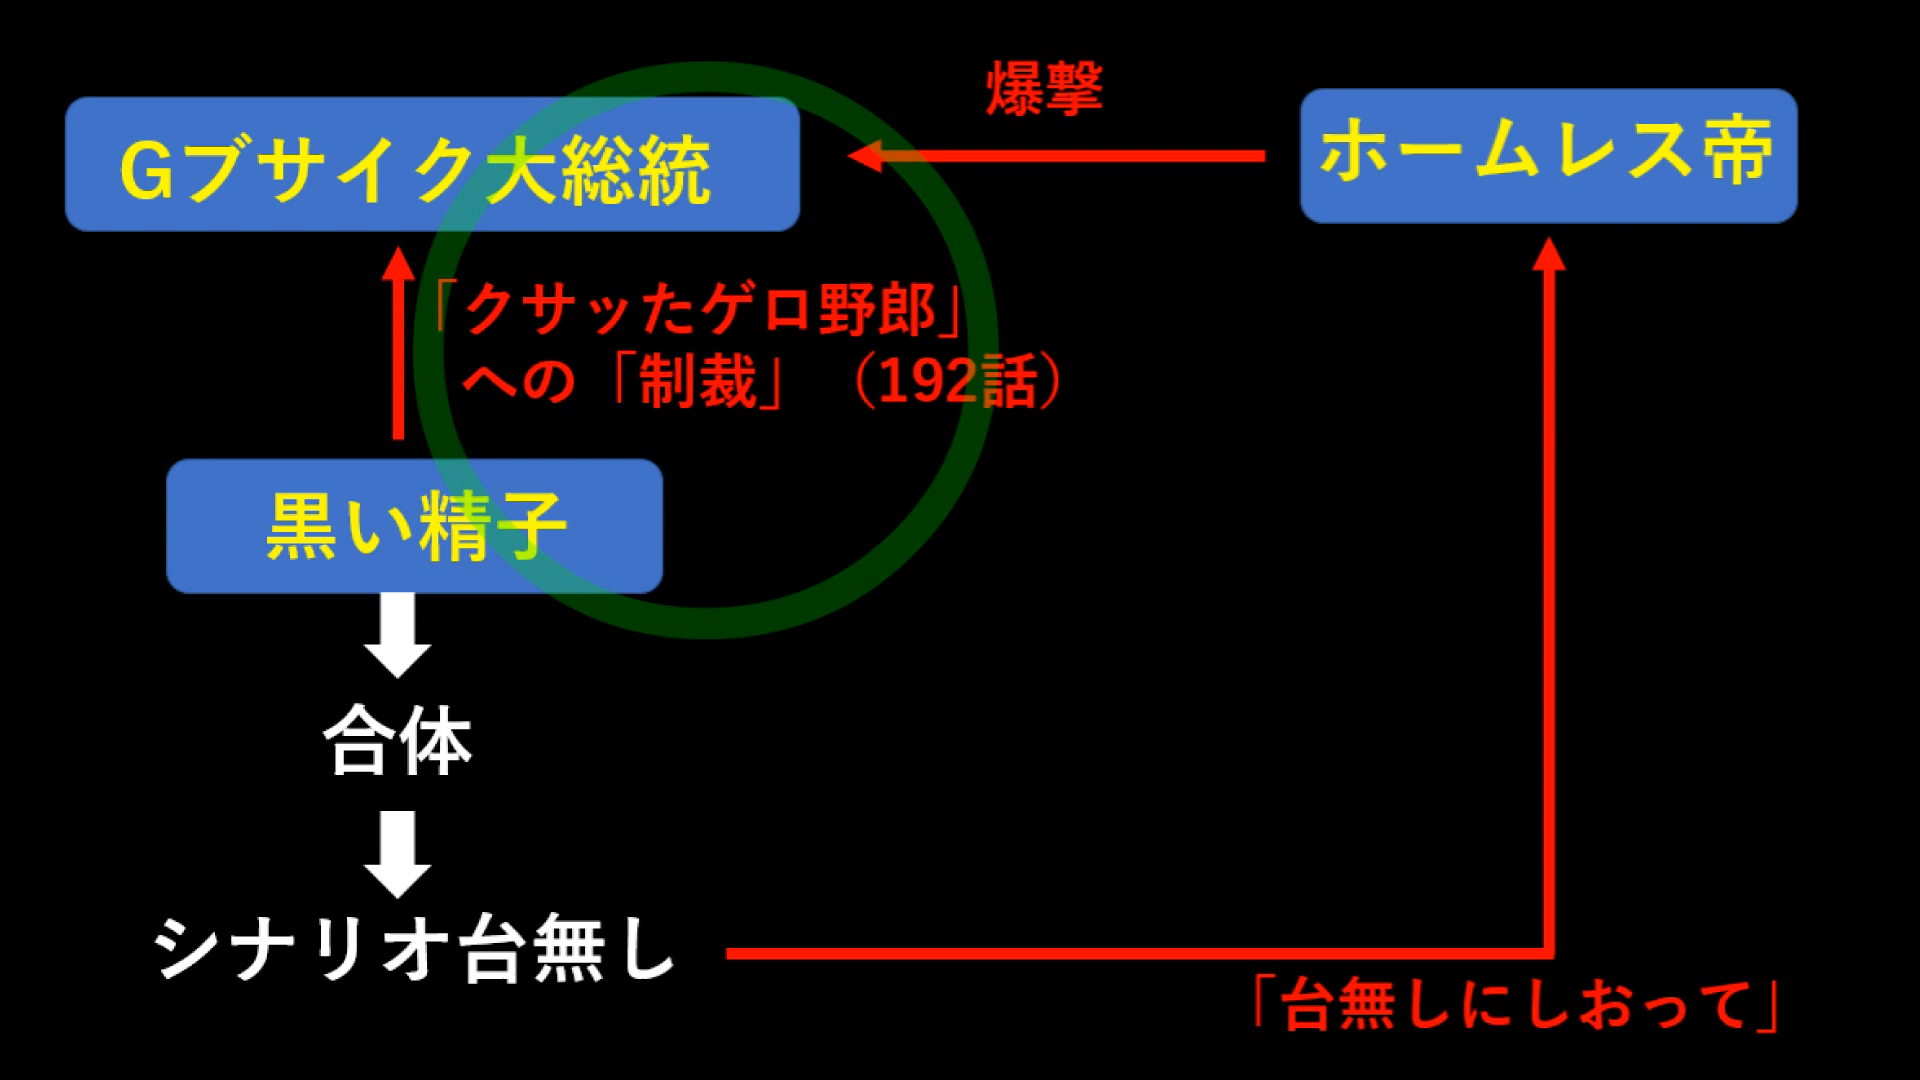 爆撃
Gブサイク大総統
ホームレス帝
「クサッたゲロ野郎」
への「制裁」（192話）
黒い精子
合体
シナリオ台無し
「台無しにしおって」